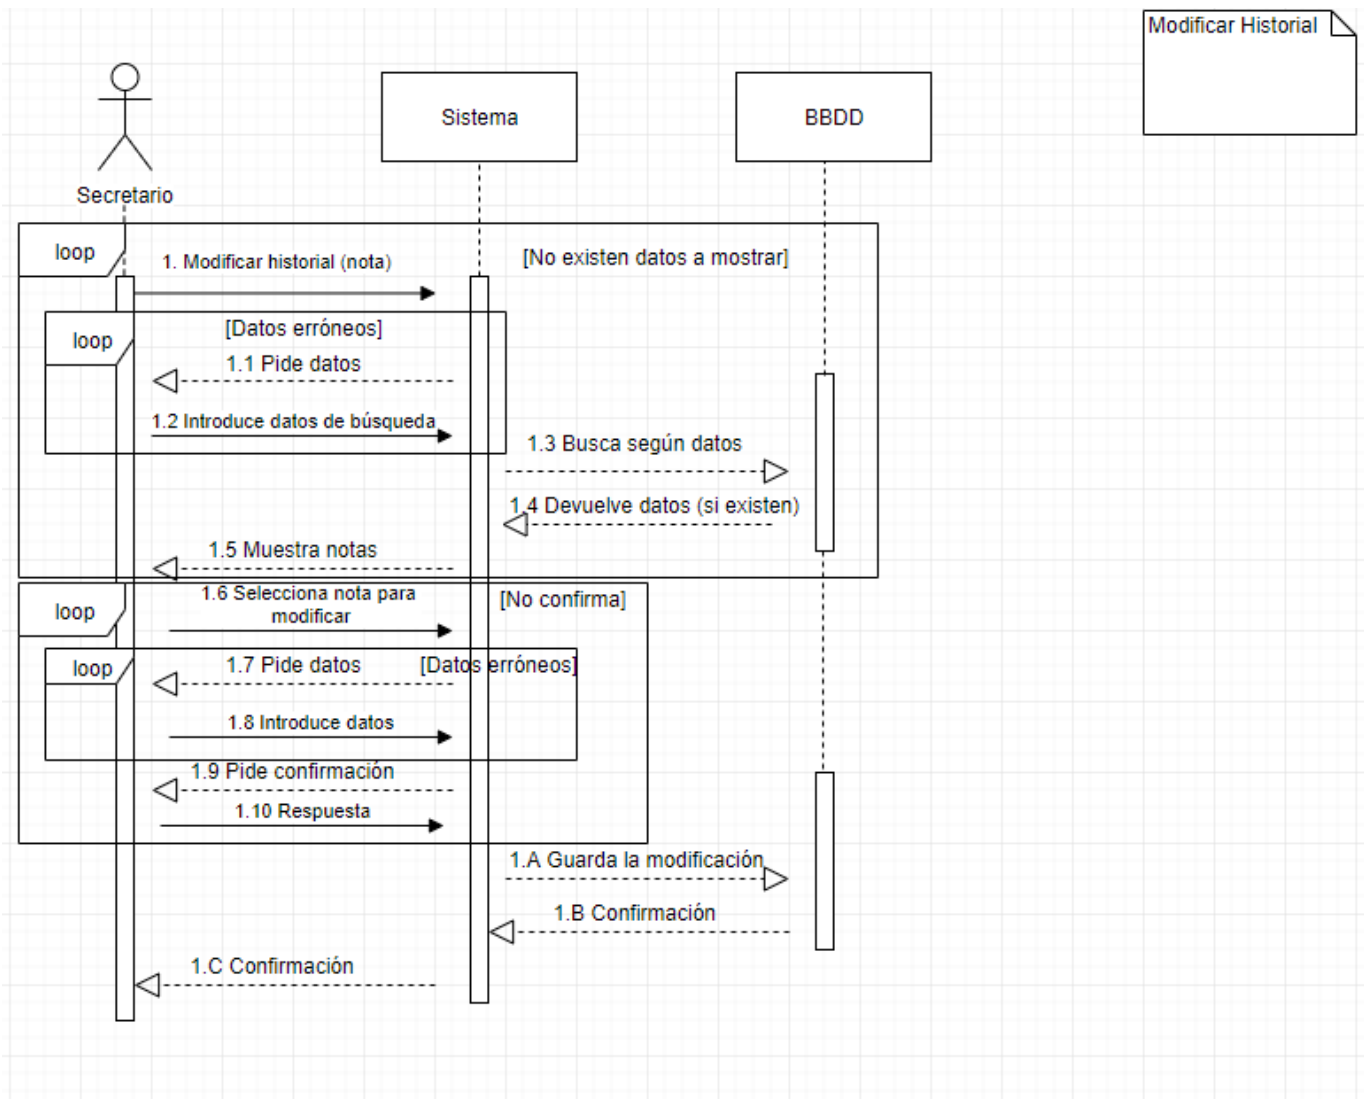 Modificar Historial
Sistema
BBDD
Secretario
loop
1. Modificar historial (nota)
[No existen datos a mostrar]
loop
[Datos erróneos]
1.1 Pide datos
1.2 Introduce datos de búsqueda
1.3 Busca según datos
1.4 Devuelve datos (si existen)
1.5 Muestra notas
loop
1.6 Selecciona nota para
modificar
[No confirma]
loop
1.7 Pide datos
[Datos erróneos]
1.8 Introduce datos
1.9 Pide confirmación
1.10 Respuesta
1.A Guarda la modificación
1.B Confirmación
1.C Confirmación